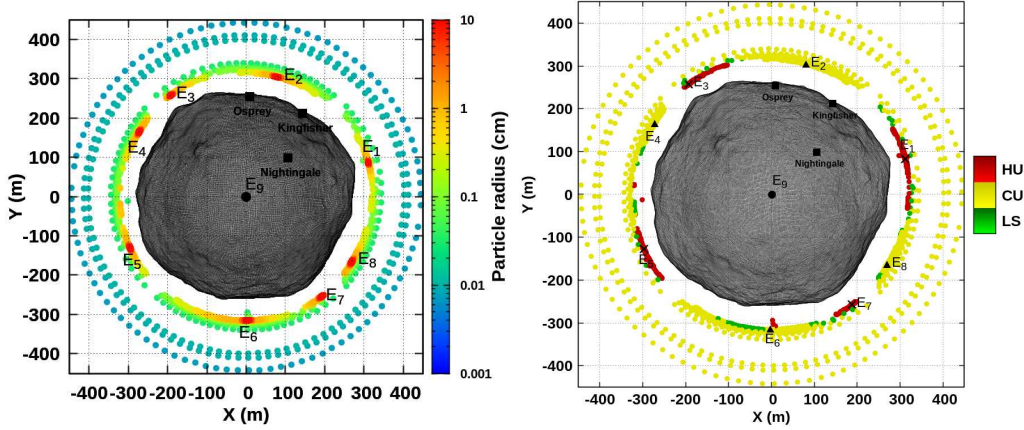 400
300
200
100
0
-100
-200
-300
-400
Y (m)
-400 -300 -200 -100 0 100 200 300 400
X (m)
E2
E3
E4
E1
E9
E5
E8
E7
E6
Osprey
Kingfisher
Nightingale
10
1
0.1
0.01
0.001
Particle radius (cm)
400
300
200
100
0
-100
-200
-300
-400
Y (m)
-400 -300 -200 -100 0 100 200 300 400
X (m)
E2
E3
E4
E1
E9
E5
E8
E7
E6
Osprey
Kingfisher
Nightingale
HU
CU
LS